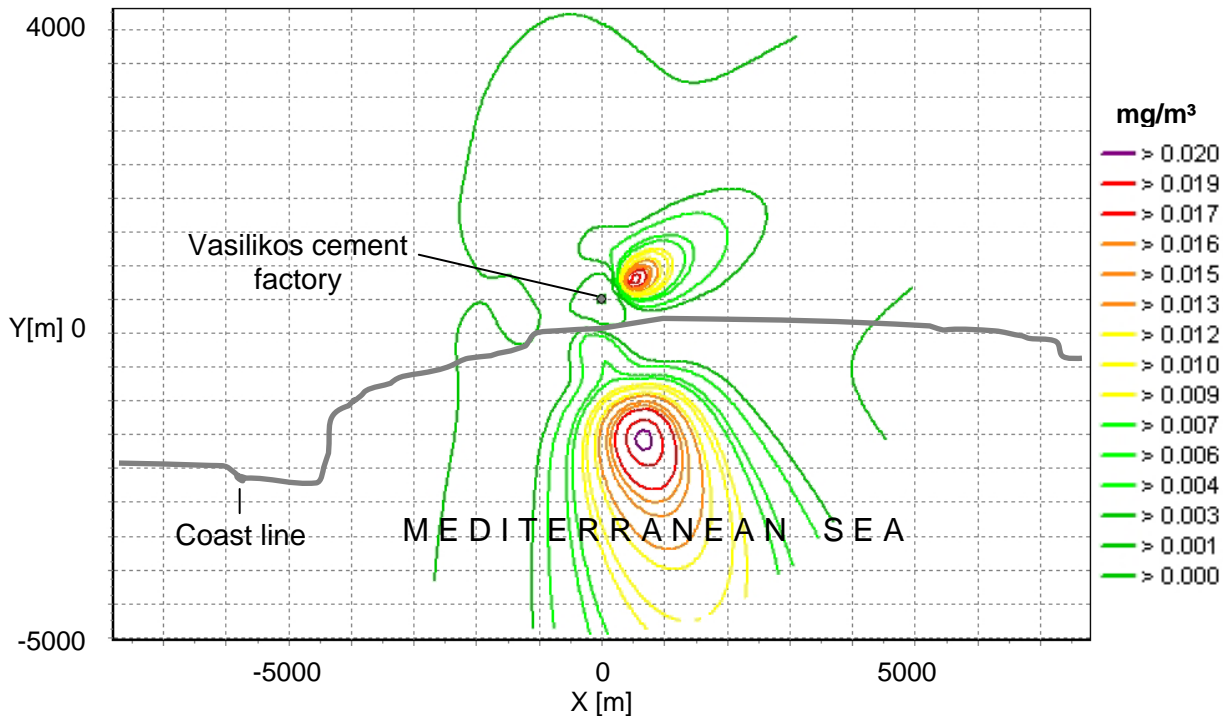 4000
mg/m³
> 0.020
> 0.019
> 0.017
> 0.016
> 0.015
> 0.013
> 0.012
> 0.010
> 0.009
> 0.007
> 0.006
> 0.004
> 0.003
> 0.001
> 0.000
Vasilikos cement
factory
Y[m] 0
Coast line
MEDITERRANEAN SEA
-5000
-5000 0 5000
X [m]